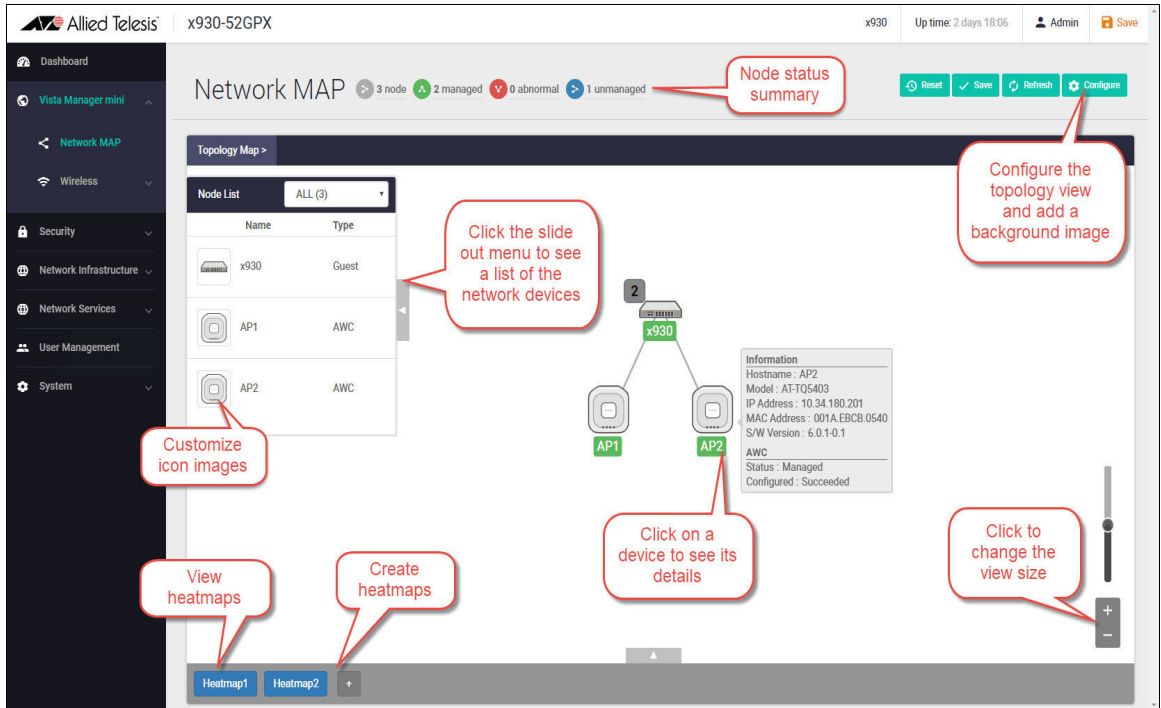 Allied Telesis
x930-52GPX
x930
Up time: 2 days 18:06
Admin
Save
Dashboard
Vista Manager mini
Network MAP
Wireless
Security
Network Infrastructure
Network Services
User Management
System
Network MAP
3 node
2 managed
0 abnormal
1 unmanaged
Node status
summary
Reset
Save
Refresh
Configure
Configure the
topology view
and add a
background image
Topology Map >
Node List
ALL (3)
Name Type
x930 Guest
AP1 AWC
AP2 AWC
Click the slide
out menu to see
a list of the
network devices
Customize
icon images
2
x930
AP1
AP2
Information
Hostname : AP2
Model : AT-TQ5403
IP Address : 10.34.180.201
MAC Address : 001A.EBCB.0540
S/W Version : 6.0.1-0.1
AWC
Status : Managed
Configured : Succeeded
Click on a
device to see its
details
Click to
change the
view size
+
−
View
heatmaps
Create
heatmaps
Heatmap1
Heatmap2
+